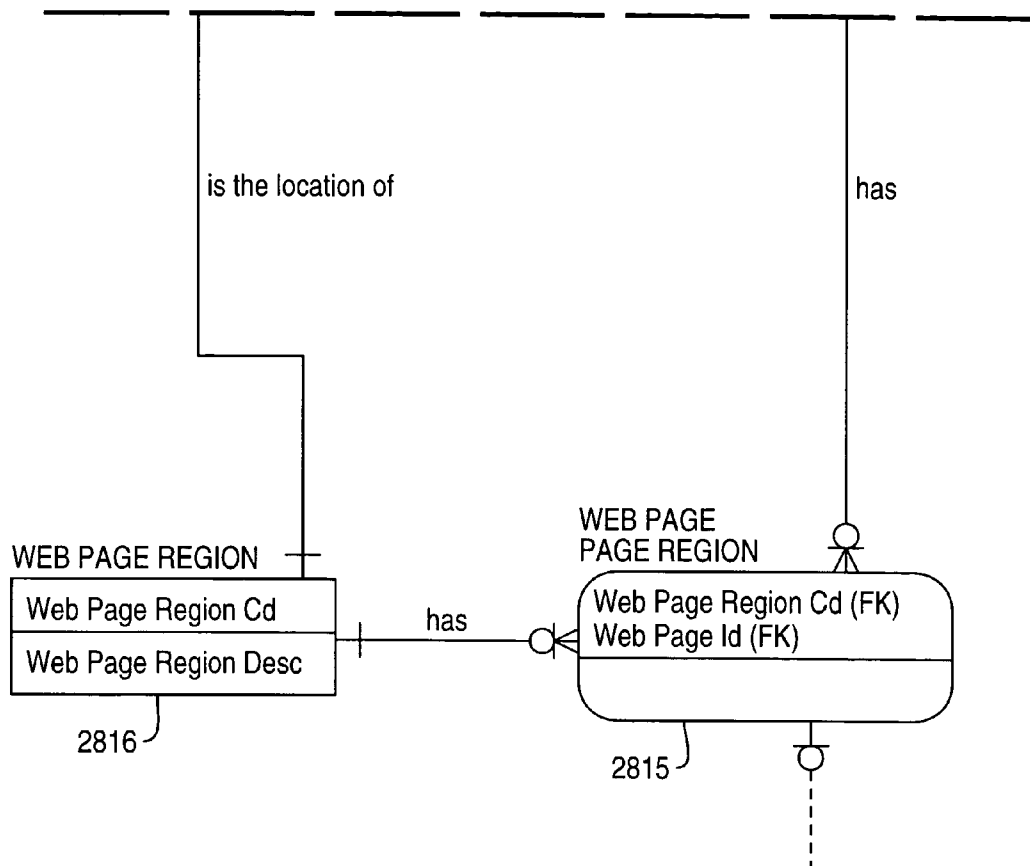 is the location of
has
WEB PAGE REGION
Web Page Region Cd
Web Page Region Desc
2816
has
WEB PAGE
PAGE REGION
Web Page Region Cd (FK)
Web Page Id (FK)
2815